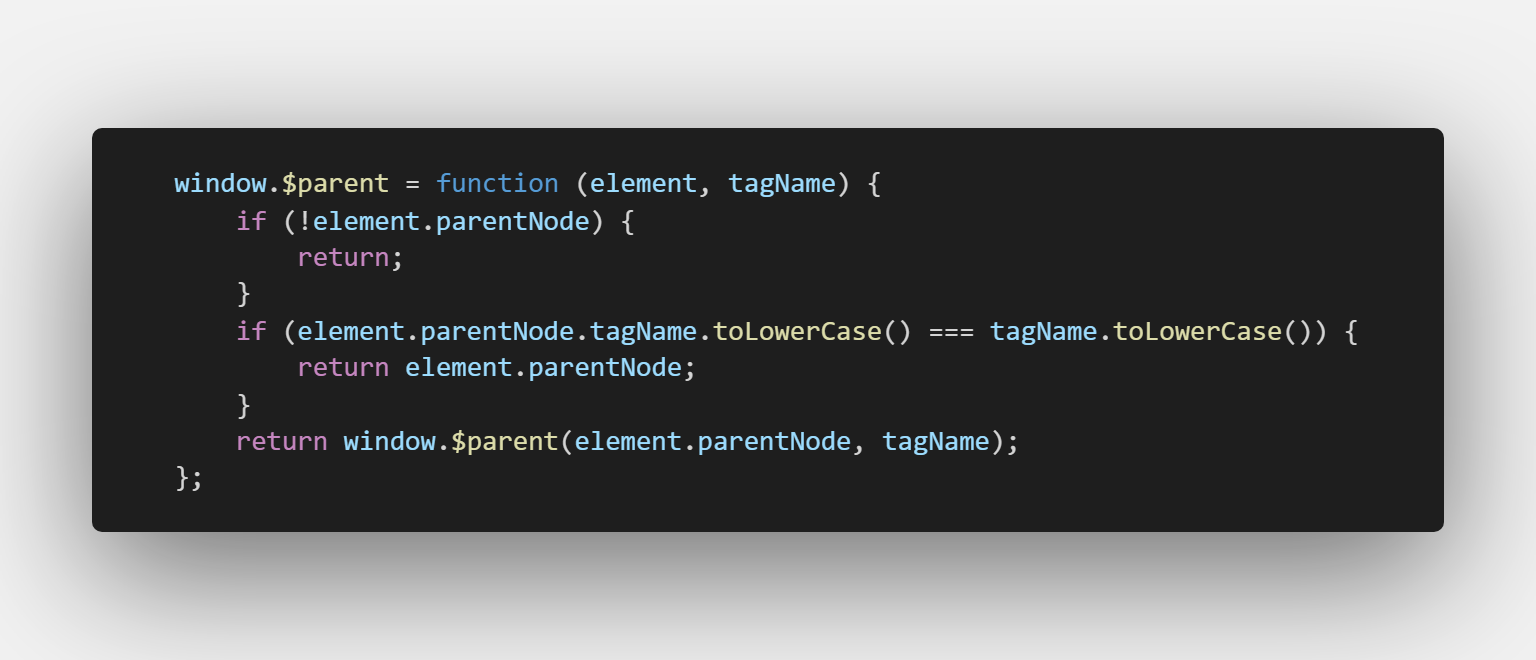 window.$parent = function (element, tagName) {
    if (!element.parentNode) {
        return;
    }
    if (element.parentNode.tagName.toLowerCase() === tagName.toLowerCase()) {
        return element.parentNode;
    }
    return window.$parent(element.parentNode, tagName);
};